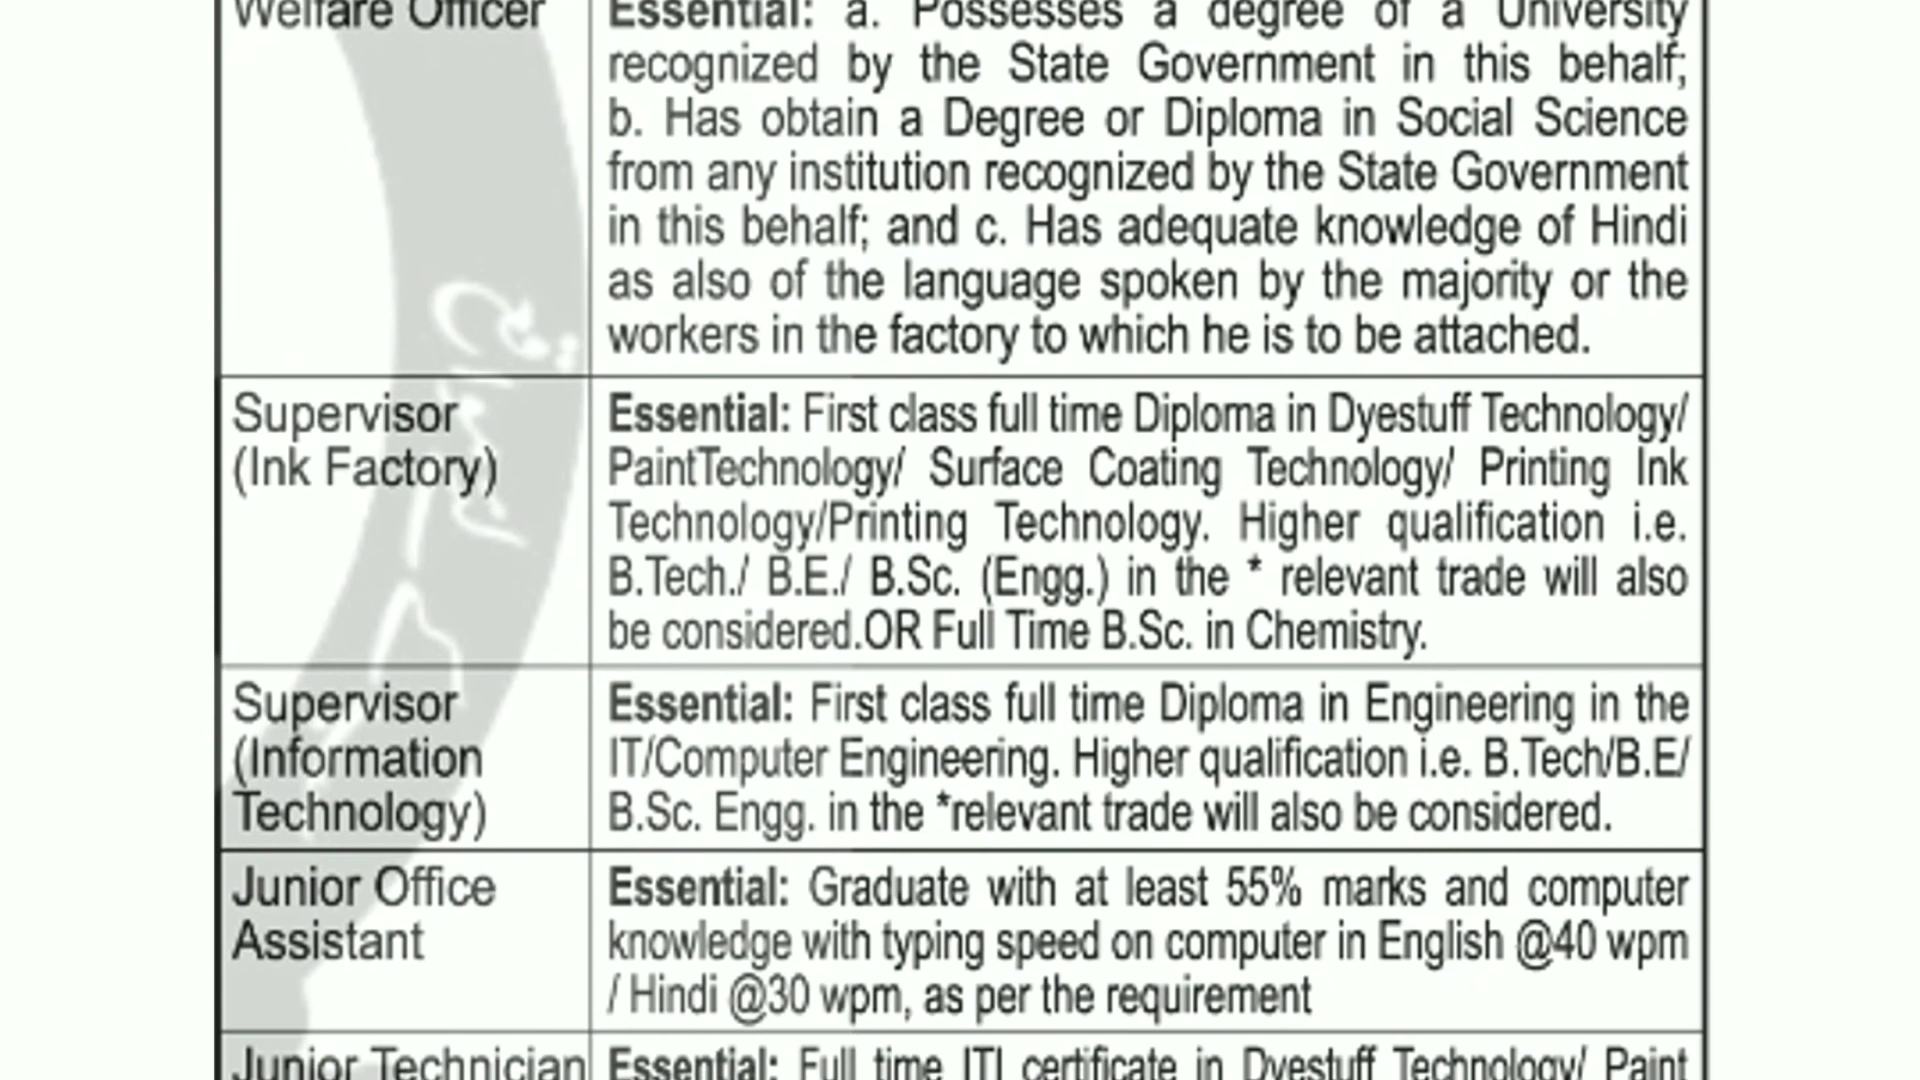 Welfare Officer
Essential: a. Possesses a degree of a University
recognized by the State Government in this behalf;
b. Has obtain a Degree or Diploma in Social Science
from any institution recognized by the State Government
in this behalf; and c. Has adequate knowledge of Hindi
as also of the language spoken by the majority or the
workers in the factory to which he is to be attached.
Supervisor
(Ink Factory)
Essential: First class full time Diploma in Dyestuff Technology/
PaintTechnology/ Surface Coating Technology/ Printing Ink
Technology/Printing Technology. Higher qualification i.e.
B.Tech./ B.E./ B.Sc. (Engg.) in the * relevant trade will also
be considered.OR Full Time B.Sc. in Chemistry.
Supervisor
(Information
Technology)
Essential: First class full time Diploma in Engineering in the
IT/Computer Engineering. Higher qualification i.e. B.Tech/B.E/
B.Sc. Engg. in the *relevant trade will also be considered.
Junior Office
Assistant
Essential: Graduate with at least 55% marks and computer
knowledge with typing speed on computer in English @40 wpm
/ Hindi @30 wpm, as per the requirement
Junior Technician
Essential: Full time ITI certificate in Dyestuff Technology/ Paint